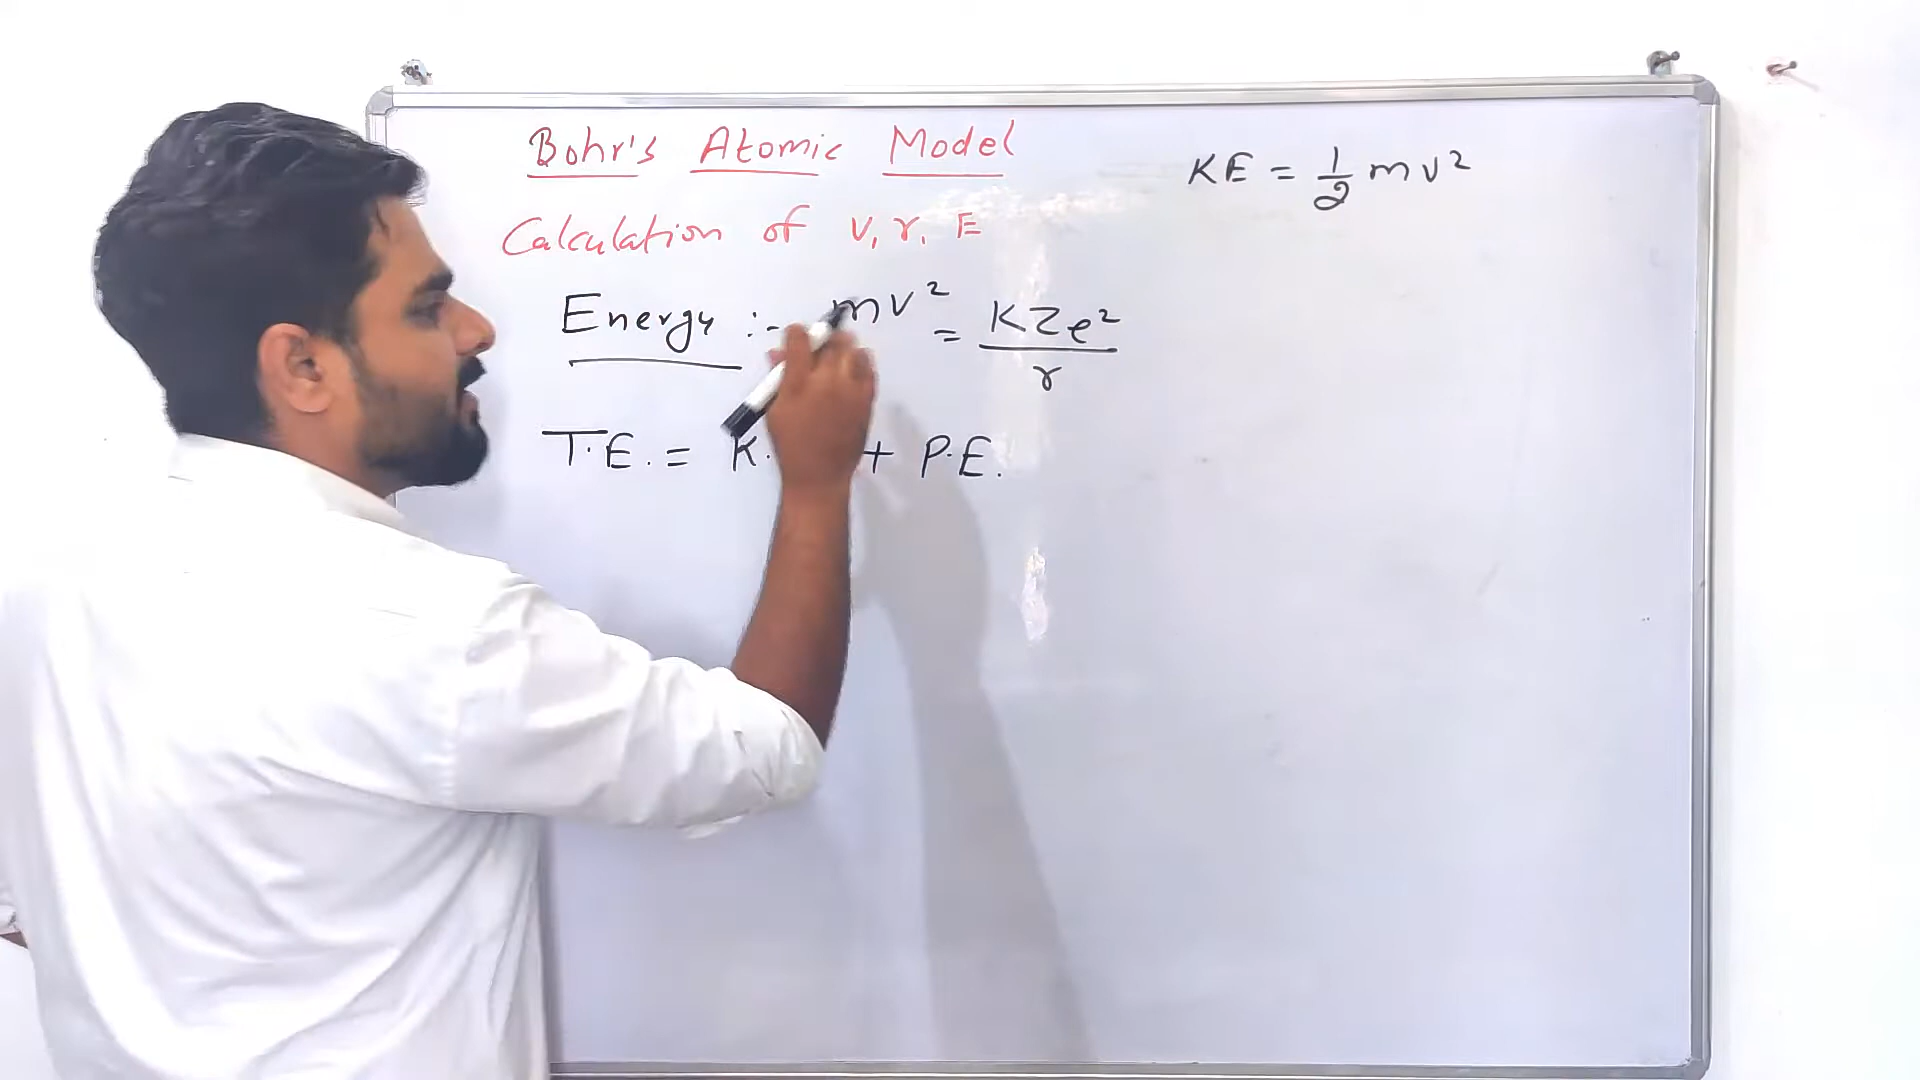 Bohr's Atomic Model
KE = 1/2 mv²
Calculation of v, r, E
Energy :- mv² = KZe²/r
T.E. = K. + P.E.